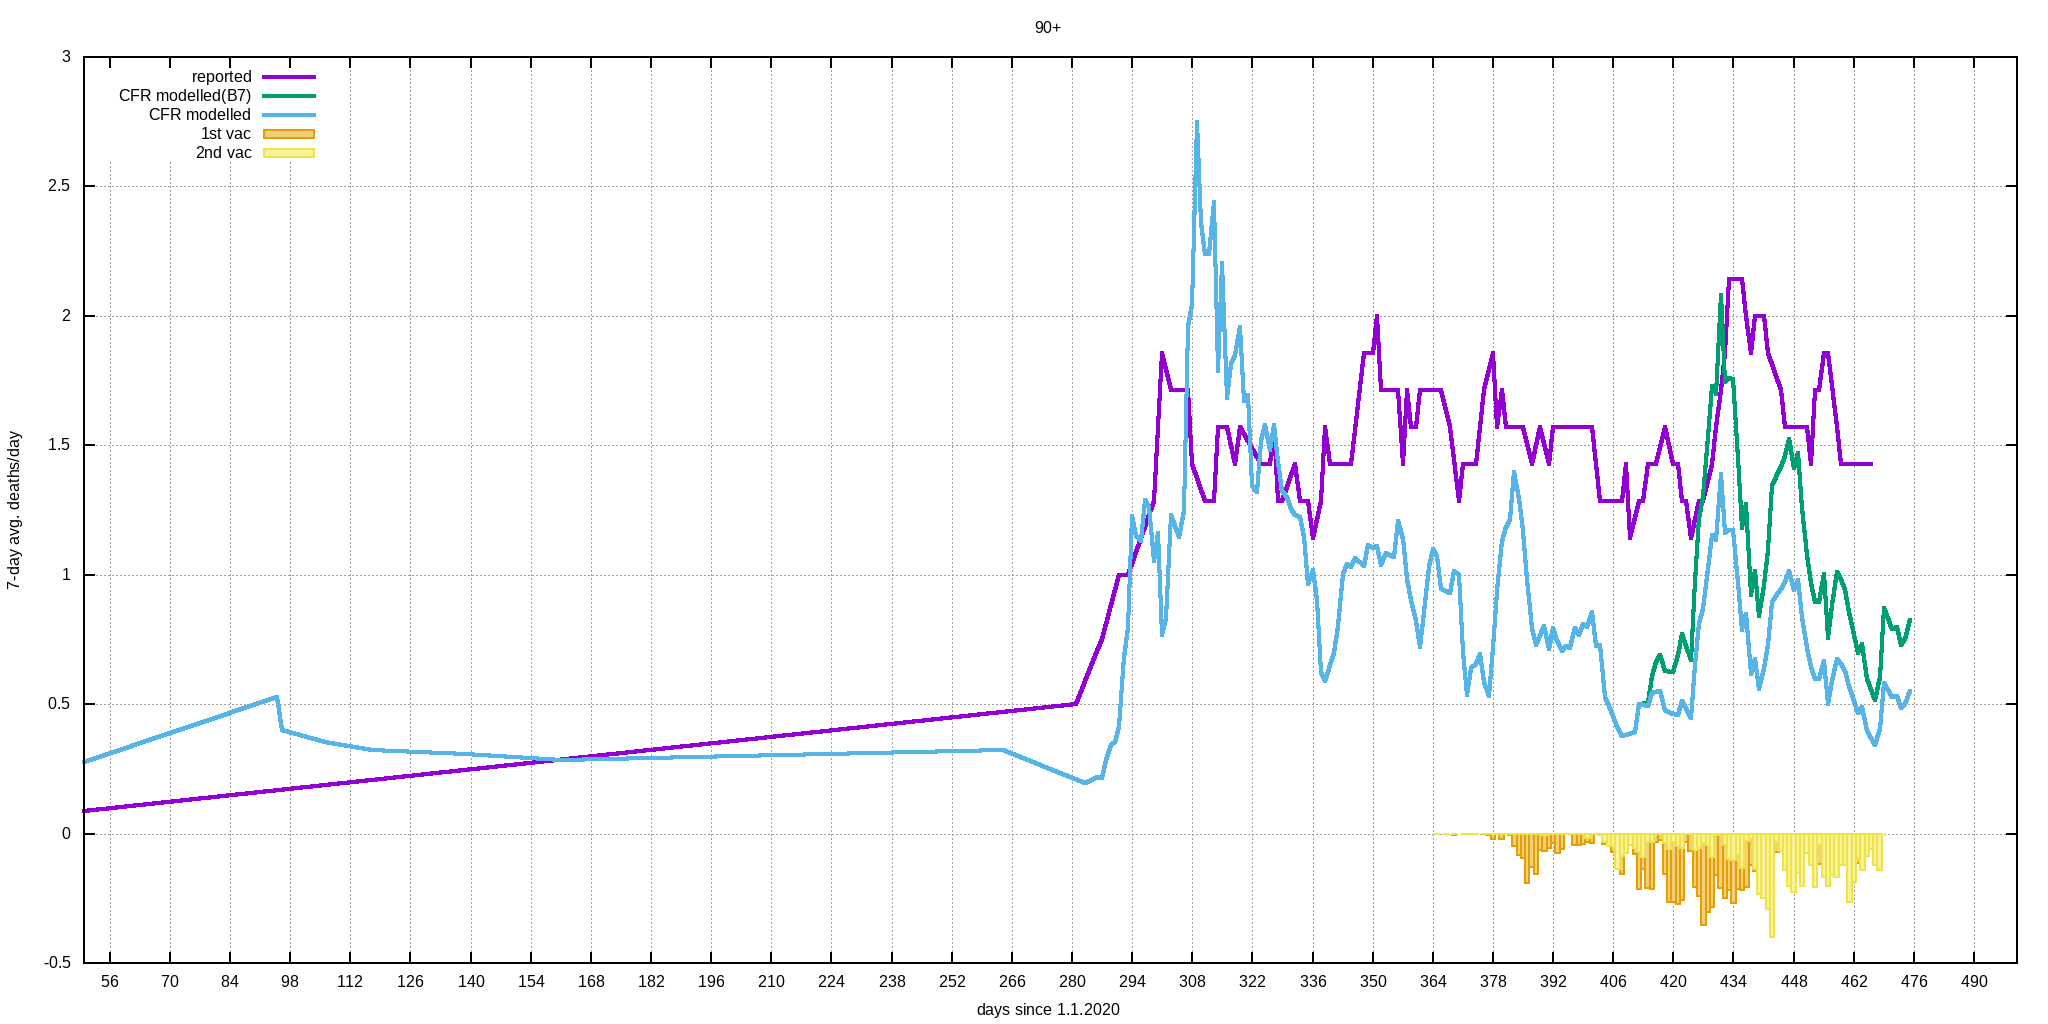 90+
3
reported
CFR modelled(B7)
CFR modelled
1st vac
2nd vac
2.5
2
1.5
1
0.5
0
-0.5
7-day avg. deaths/day
56 70 84 98 112 126 140 154 168 182 196 210 224 238 252 266 280 294 308 322 336 350 364 378 392 406 420 434 448 462 476 490
days since 1.1.2020